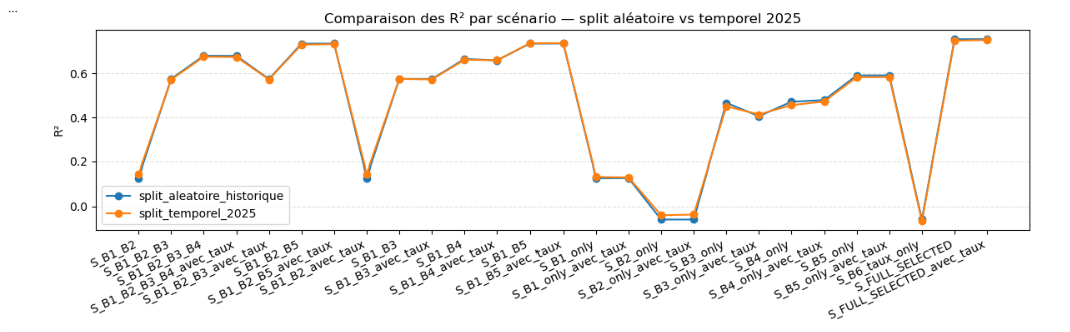 ...
Comparaison des R² par scénario — split aléatoire vs temporel 2025
R²
0.6
0.4
0.2
0.0
split_aleatoire_historique
split_temporel_2025
S_B1_B2
S_B1_B2_B3
S_B1_B2_B3_B4
S_B1_B2_B3_B4_avec_taux
S_B1_B2_B3_avec_taux
S_B1_B2_B5
S_B1_B2_B5_avec_taux
S_B1_B2_avec_taux
S_B1_B3
S_B1_B3_avec_taux
S_B1_B4
S_B1_B4_avec_taux
S_B1_B5
S_B1_B5_avec_taux
S_B1_only
S_B1_only_avec_taux
S_B2_only
S_B2_only_avec_taux
S_B3_only
S_B3_only_avec_taux
S_B4_only
S_B4_only_avec_taux
S_B5_only
S_B5_only_avec_taux
S_B6_taux_only
S_FULL_SELECTED
S_FULL_SELECTED_avec_taux